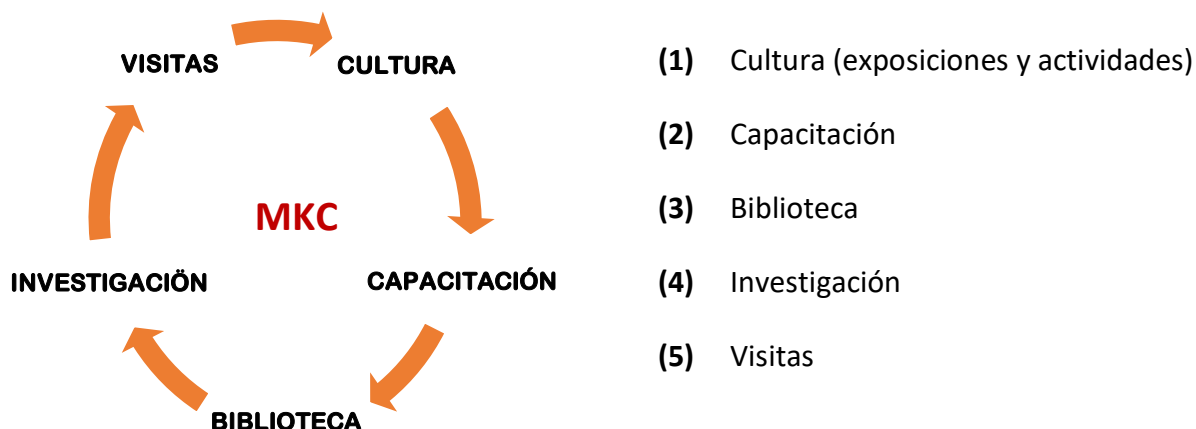 VISITAS
CULTURA
MKC
INVESTIGACIÖN
CAPACITACIÓN
BIBLIOTECA
(1) Cultura (exposiciones y actividades)
(2) Capacitación
(3) Biblioteca
(4) Investigación
(5) Visitas